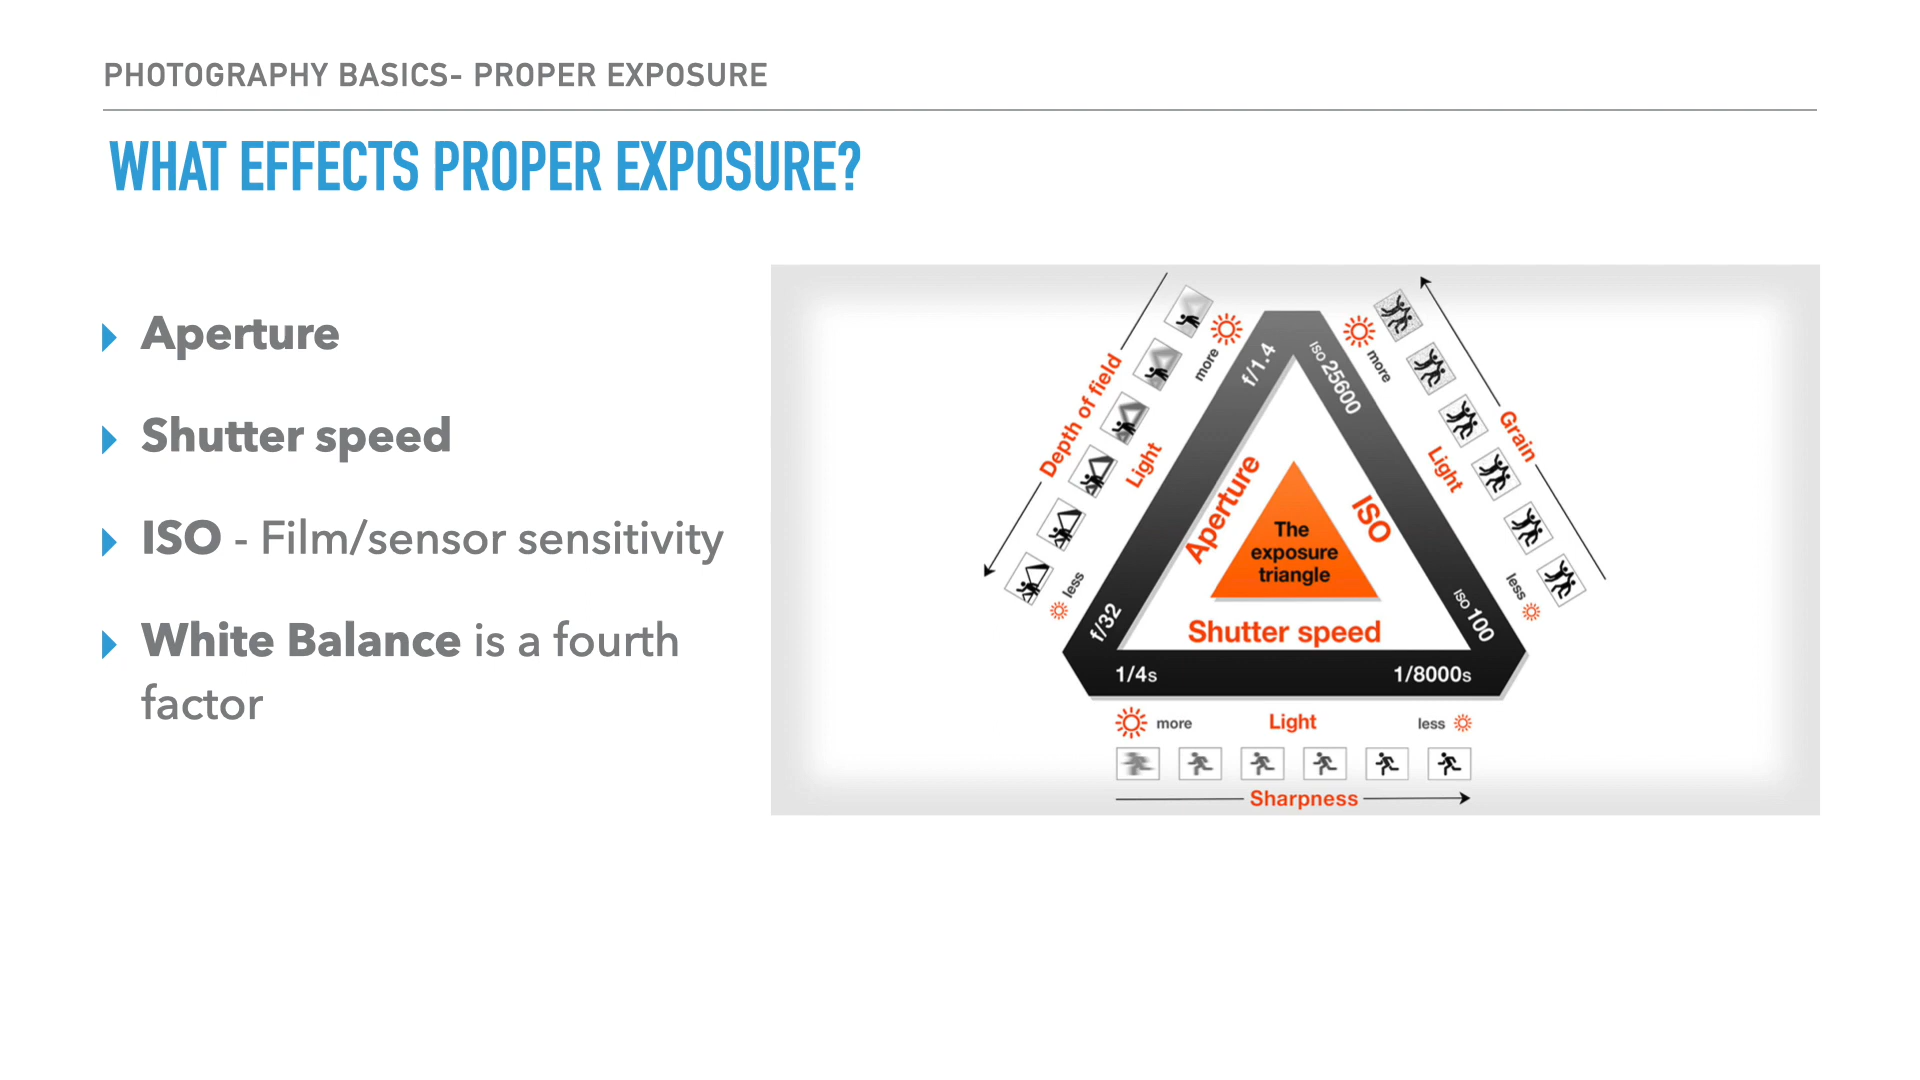 PHOTOGRAPHY BASICS- PROPER EXPOSURE
WHAT EFFECTS PROPER EXPOSURE?
Aperture
Shutter speed
ISO - Film/sensor sensitivity
White Balance is a fourth
factor
Depth of field
more
Light
less
f/1.4
f/32
Aperture
ISO 25600
ISO 100
ISO
more
Light
less
Grain
The
exposure
triangle
Shutter speed
1/4s
1/8000s
more
Light
less
Sharpness